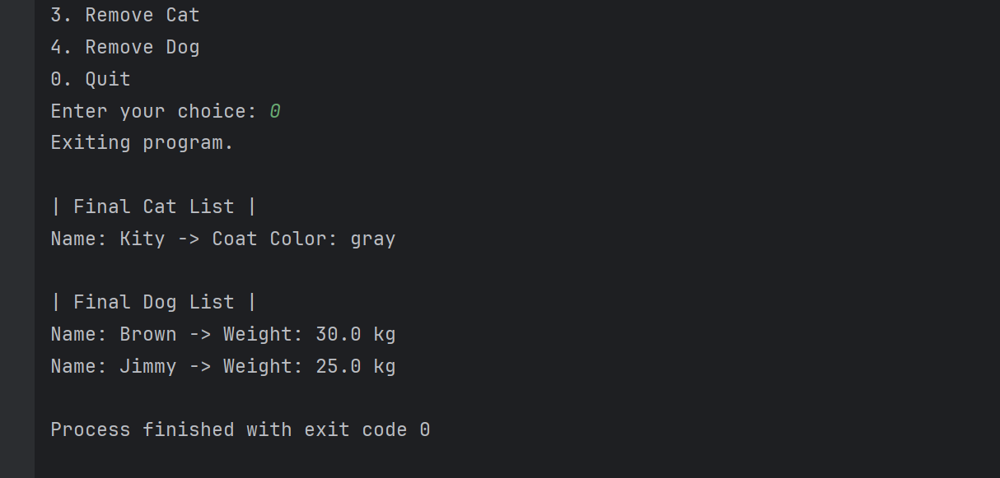 3. Remove Cat
4. Remove Dog
0. Quit
Enter your choice: 0
Exiting program.
| Final Cat List |
Name: Kity -> Coat Color: gray
| Final Dog List |
Name: Brown -> Weight: 30.0 kg
Name: Jimmy -> Weight: 25.0 kg
Process finished with exit code 0